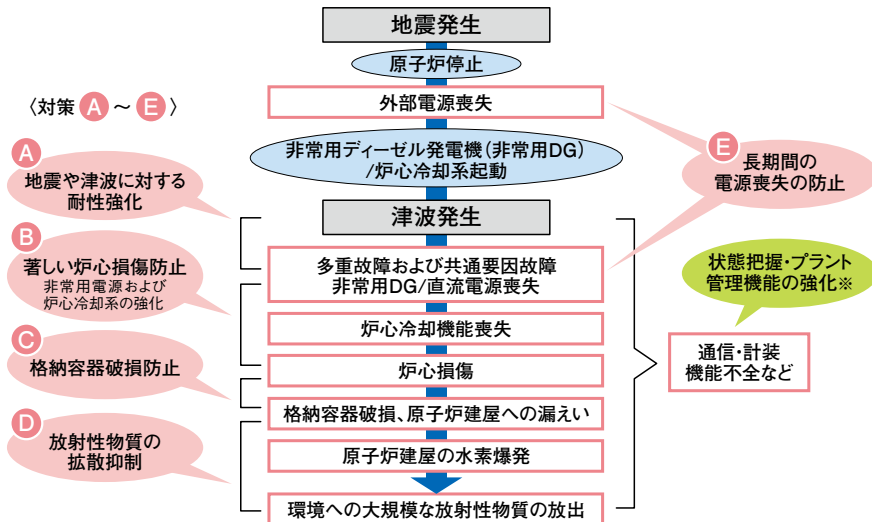 地震発生
原子炉停止
外部電源喪失
〈対策 A ～ E 〉
非常用ディーゼル発電機(非常用DG)
/炉心冷却系起動
E
長期間の
電源喪失の防止
A
地震や津波に対する
耐性強化
津波発生
B
著しい炉心損傷防止
非常用電源および
炉心冷却系の強化
多重故障および共通要因故障
非常用DG/直流電源喪失
状態把握・プラント
管理機能の強化※
炉心冷却機能喪失
通信・計装
機能不全など
C
格納容器破損防止
炉心損傷
格納容器破損、原子炉建屋への漏えい
D
放射性物質の
拡散抑制
原子炉建屋の水素爆発
環境への大規模な放射性物質の放出